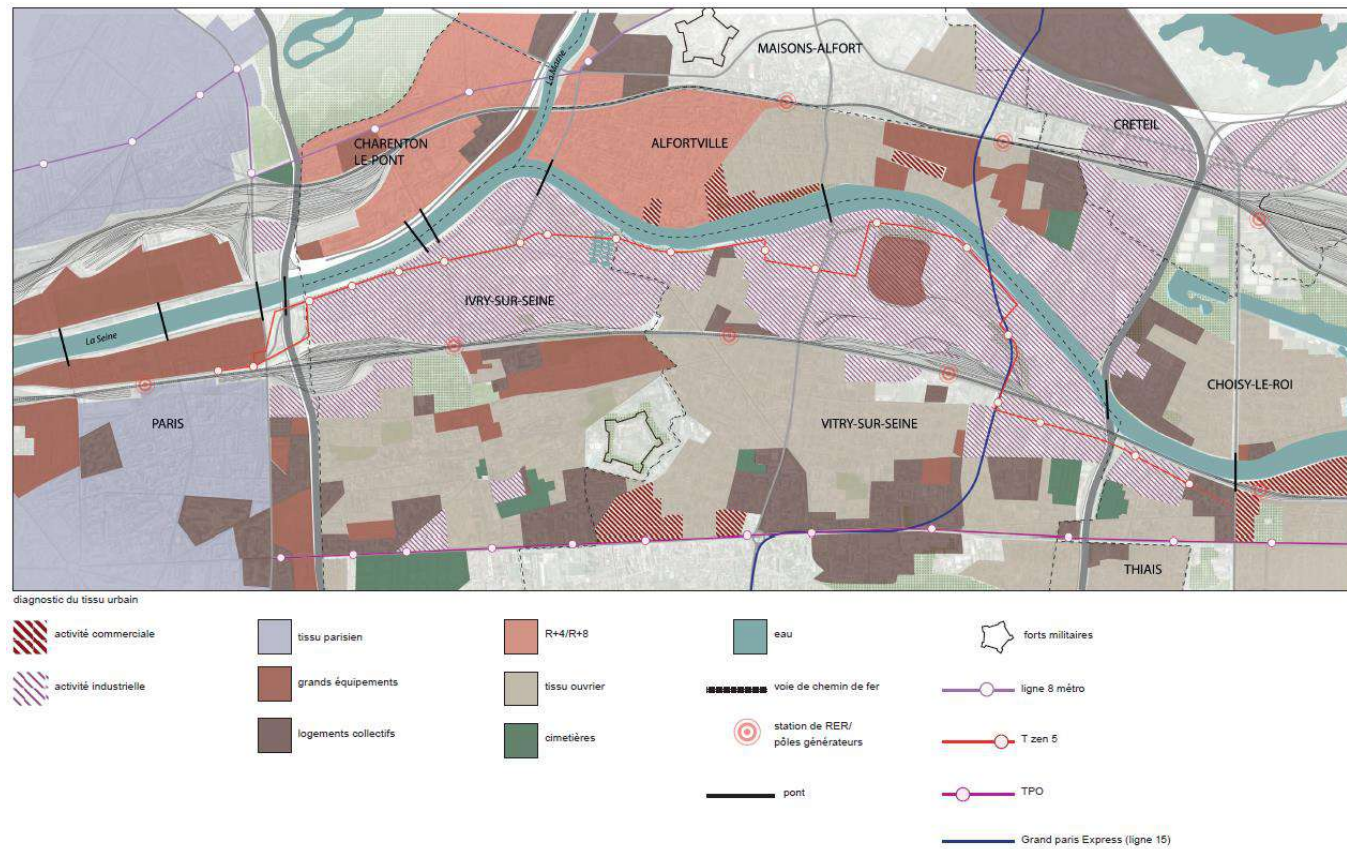 MAISONS-ALFORT
La Marne
CRETEIL
CHARENTON
LE-PONT
ALFORTVILLE
IVRY-SUR-SEINE
La Seine
CHOISY-LE-ROI
PARIS
VITRY-SUR-SEINE
THIAIS
diagnostic du tissu urbain
activité commerciale
tissu parisien
R+4/R+8
eau
forts militaires
activité industrielle
grands équipements
tissu ouvrier
voie de chemin de fer
ligne 8 métro
logements collectifs
cimetières
station de RER/
pôles générateurs
T zen 5
pont
TPO
Grand paris Express (ligne 15)